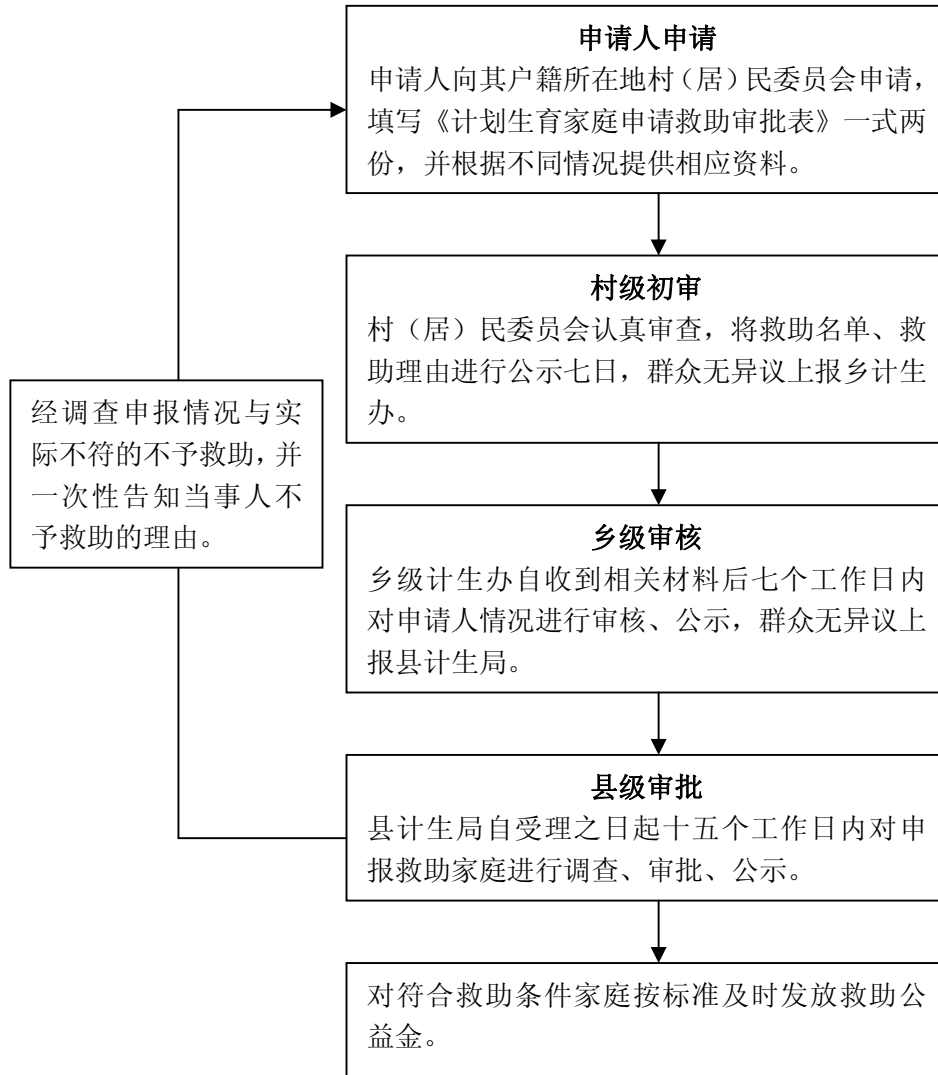 申请人申请
申请人向其户籍所在地村（居）民委员会申请，
填写《计划生育家庭申请救助审批表》一式两
份，并根据不同情况提供相应资料。
村级初审
村（居）民委员会认真审查，将救助名单、救
助理由进行公示七日，群众无异议上报乡计生
办。
经调查申报情况与实
际不符的不予救助，并
一次性告知当事人不
予救助的理由。
乡级审核
乡级计生办自收到相关材料后七个工作日内
对申请人情况进行审核、公示，群众无异议上
报县计生局。
县级审批
县计生局自受理之日起十五个工作日内对申
报救助家庭进行调查、审批、公示。
对符合救助条件家庭按标准及时发放救助公
益金。